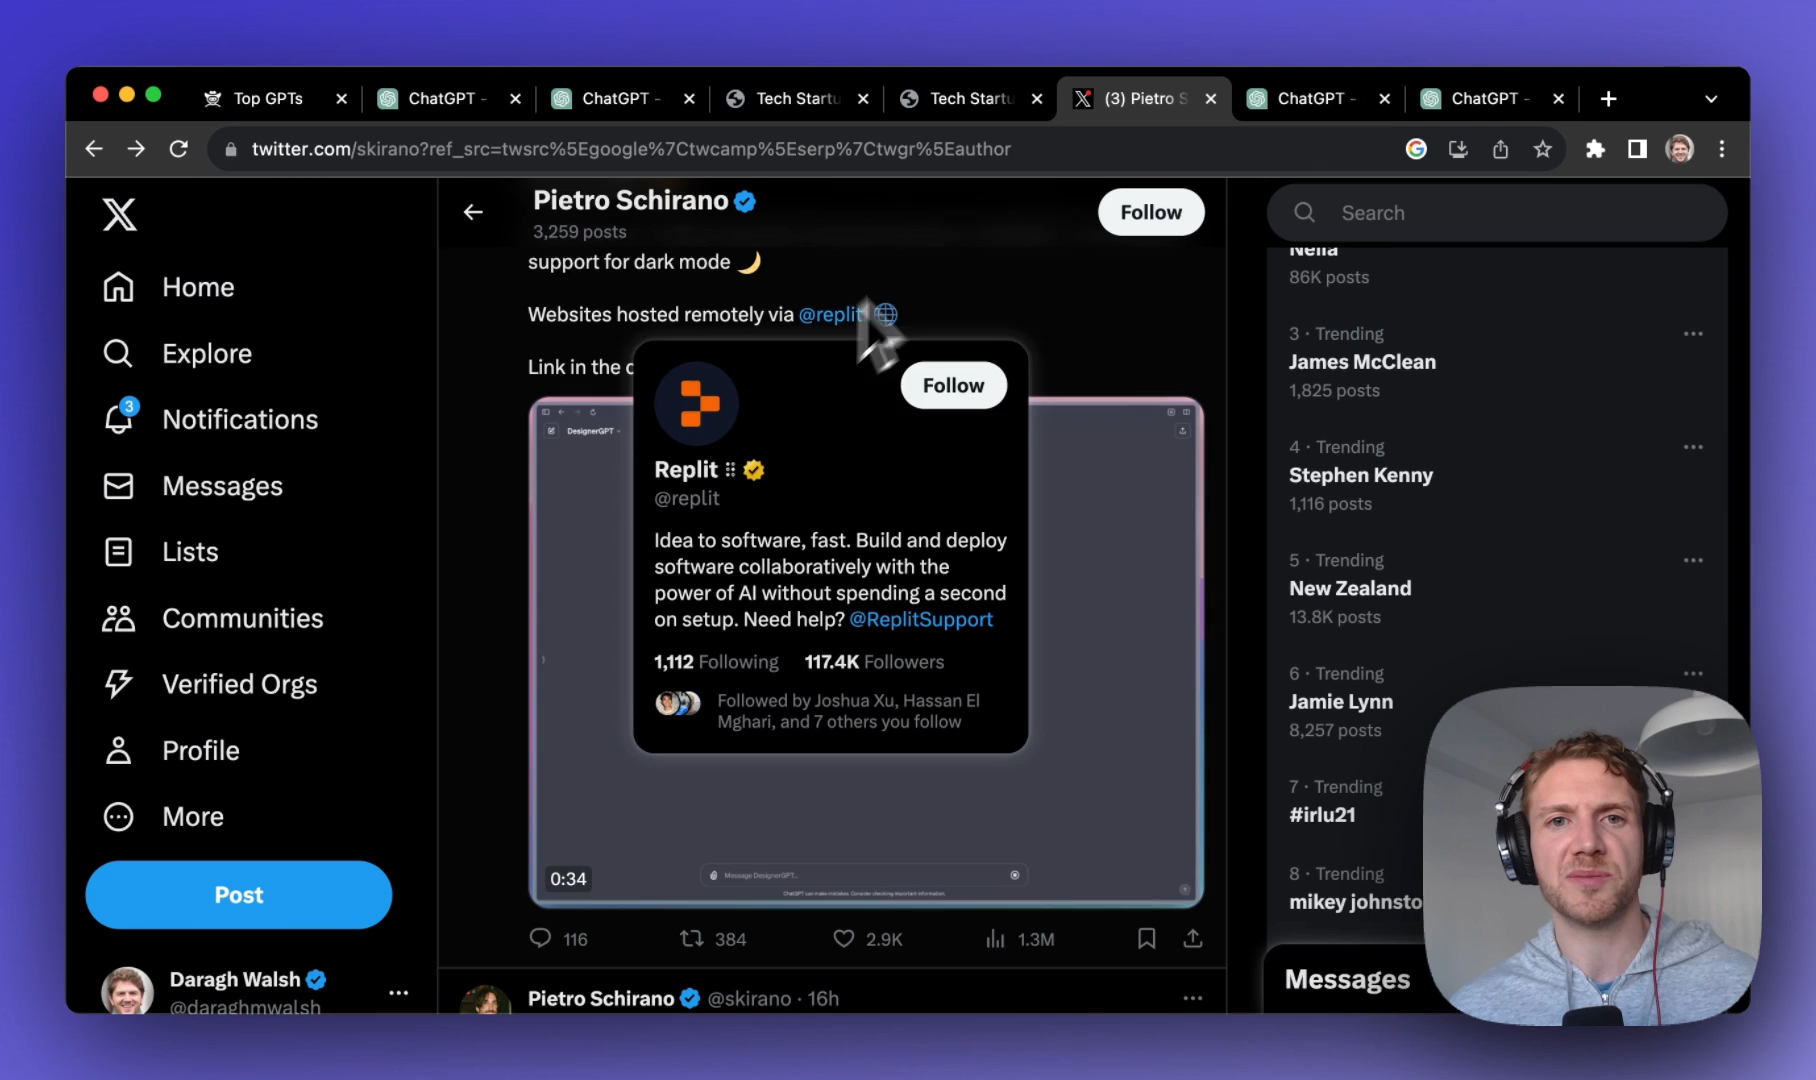 Top GPTs
ChatGPT -
ChatGPT -
Tech Startu
Tech Startu
(3) Pietro S
ChatGPT -
ChatGPT -
twitter.com/skirano?ref_src=twsrc%5Egoogle%7Ctwcamp%5Eserp%7Ctwgr%5Eauthor
Home
Explore
3
Notifications
Messages
Lists
Communities
Verified Orgs
Profile
More
Post
Daragh Walsh
@daraghmwalsh
Pietro Schirano
3,259 posts
Follow
support for dark mode 🌙
Websites hosted remotely via @replit 🌐
Link in the c
DesignerGPT
Follow
Replit ⠿
@replit
Idea to software, fast. Build and deploy
software collaboratively with the
power of AI without spending a second
on setup. Need help? @ReplitSupport
1,112 Following 117.4K Followers
Followed by Joshua Xu, Hassan El
Mghari, and 7 others you follow
Message DesignerGPT...
ChatGPT can make mistakes. Consider checking important information.
0:34
116 384 2.9K 1.3M
Pietro Schirano @skirano · 16h
Search
Nella
86K posts
3 · Trending
James McClean
1,825 posts
4 · Trending
Stephen Kenny
1,116 posts
5 · Trending
New Zealand
13.8K posts
6 · Trending
Jamie Lynn
8,257 posts
7 · Trending
#irlu21
8 · Trending
mikey johnsto
Messages